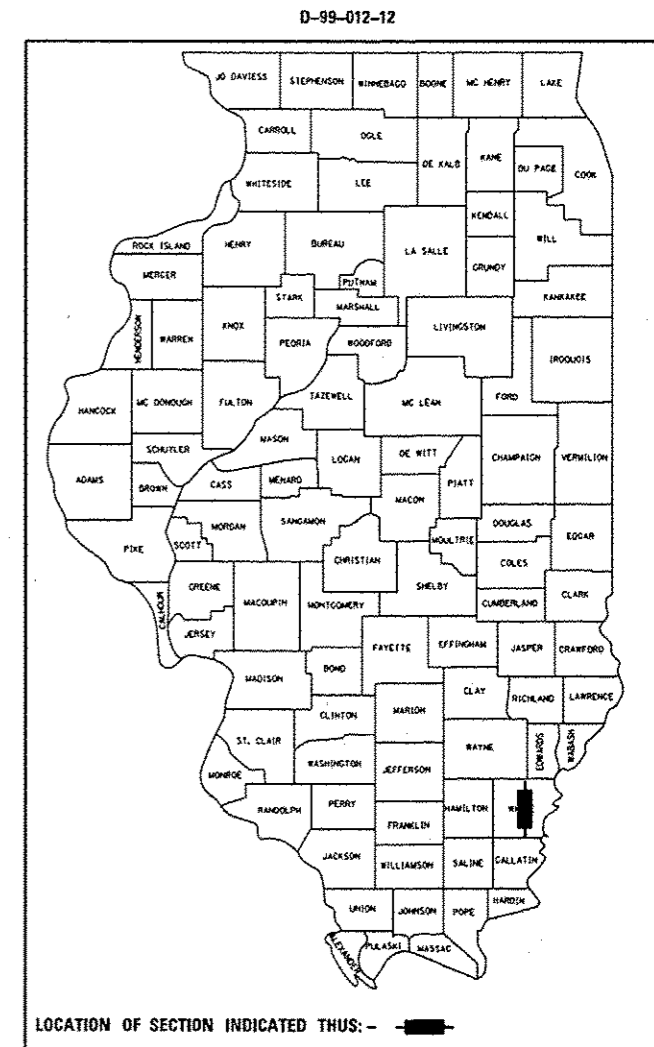 D-99-012-12
JO DAVIESS STEPHENSON WINNEBAGO BOONE MC HENRY LAKE
CARROLL OGLE
DE KALB KANE DU PAGE COOK
WHITESIDE LEE
KENDALL
ROCK ISLAND HENRY BUREAU LA SALLE WILL
MERCER GRUNDY
PUTNAM
STARK MARSHALL KANKAKEE
HENDERSON WARREN KNOX PEORIA WOODFORD LIVINGSTON IROQUOIS
HANCOCK MC DONOUGH FULTON TAZEWELL MC LEAN FORD
MASON
SCHUYLER LOGAN DE WITT CHAMPAIGN VERMILION
ADAMS BROWN CASS MENARD PIATT
MACON
MORGAN SANGAMON DOUGLAS EDGAR
PIKE SCOTT CHRISTIAN MOULTRIE
COLES
GREENE SHELBY
CALHOUN MACOUPIN MONTGOMERY CUMBERLAND CLARK
JERSEY FAYETTE EFFINGHAM JASPER CRAWFORD
MADISON BOND
CLAY RICHLAND LAWRENCE
CLINTON MARION
ST. CLAIR WAYNE EDWARDS WABASH
MONROE WASHINGTON JEFFERSON
RANDOLPH PERRY HAMILTON
FRANKLIN
JACKSON WILLIAMSON SALINE GALLATIN
UNION JOHNSON POPE HARDIN
ALEXANDER PULASKI MASSAC
LOCATION OF SECTION INDICATED THUS: -